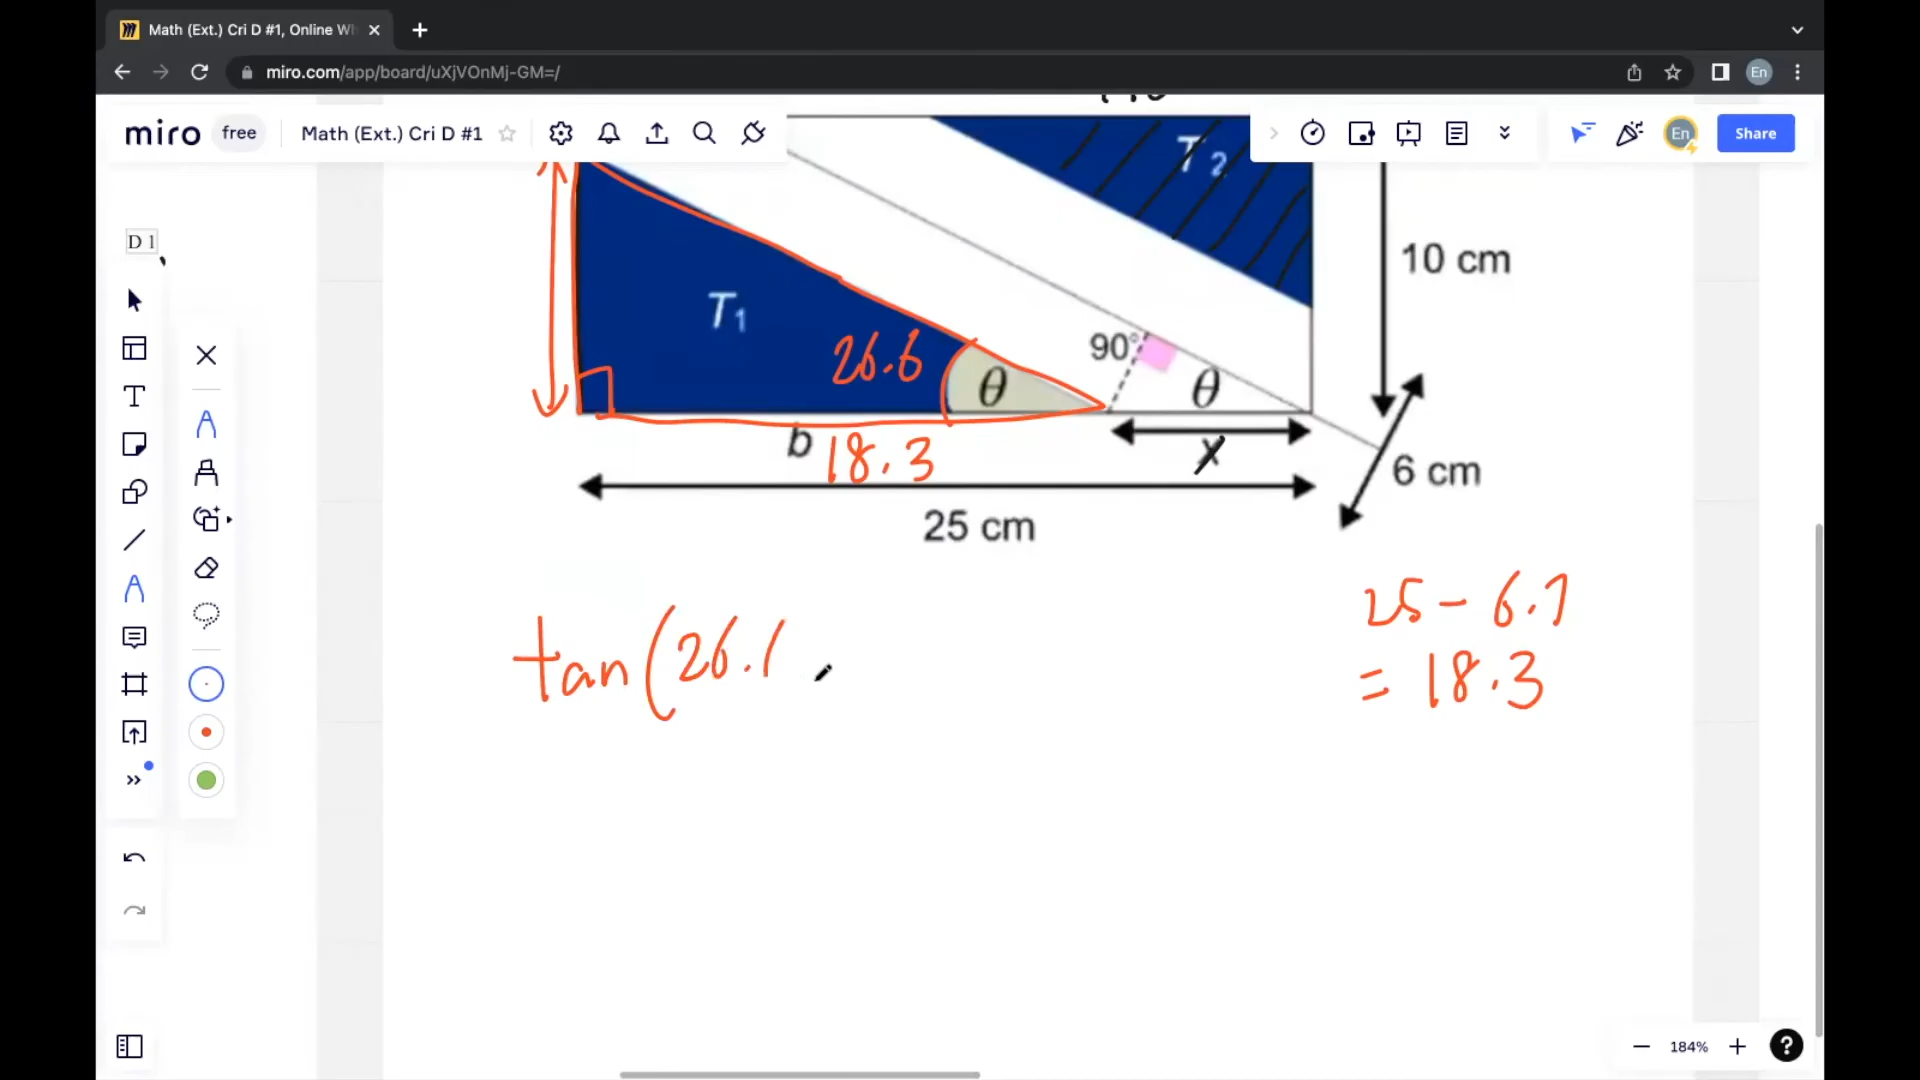 Math (Ext.) Cri D #1, Online Wh
miro.com/app/board/uXjVOnMj-GM=/
En
miro free Math (Ext.) Cri D #1
En
Share
D 1
T2
10 cm
T1
26.6
θ
90°
θ
b
18.3
x
6 cm
25 cm
25 - 6.7
= 18.3
tan(26.
184%
?